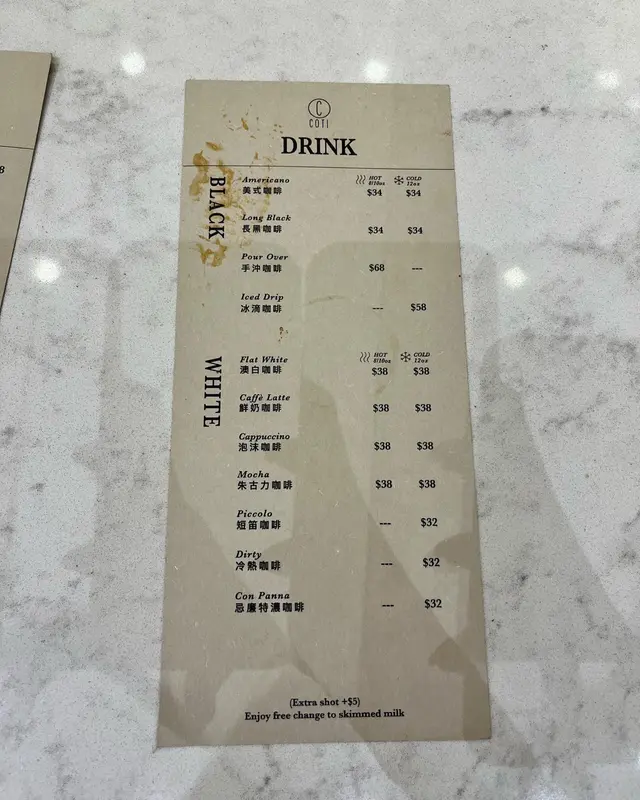 8
C
COTI
DRINK
BLACK
HOT 8/10oz COLD 12oz
Americano
美式咖啡 $34 $34
Long Black
長黑咖啡 $34 $34
Pour Over
手沖咖啡 $68 ---
Iced Drip
冰滴咖啡 --- $58
WHITE
HOT 8/10oz COLD 12oz
Flat White
澳白咖啡 $38 $38
Caffè Latte
鮮奶咖啡 $38 $38
Cappuccino
泡沫咖啡 $38 $38
Mocha
朱古力咖啡 $38 $38
Piccolo
短笛咖啡 --- $32
Dirty
冷熱咖啡 --- $32
Con Panna
忌廉特濃咖啡 --- $32
(Extra shot +$5)
Enjoy free change to skimmed milk